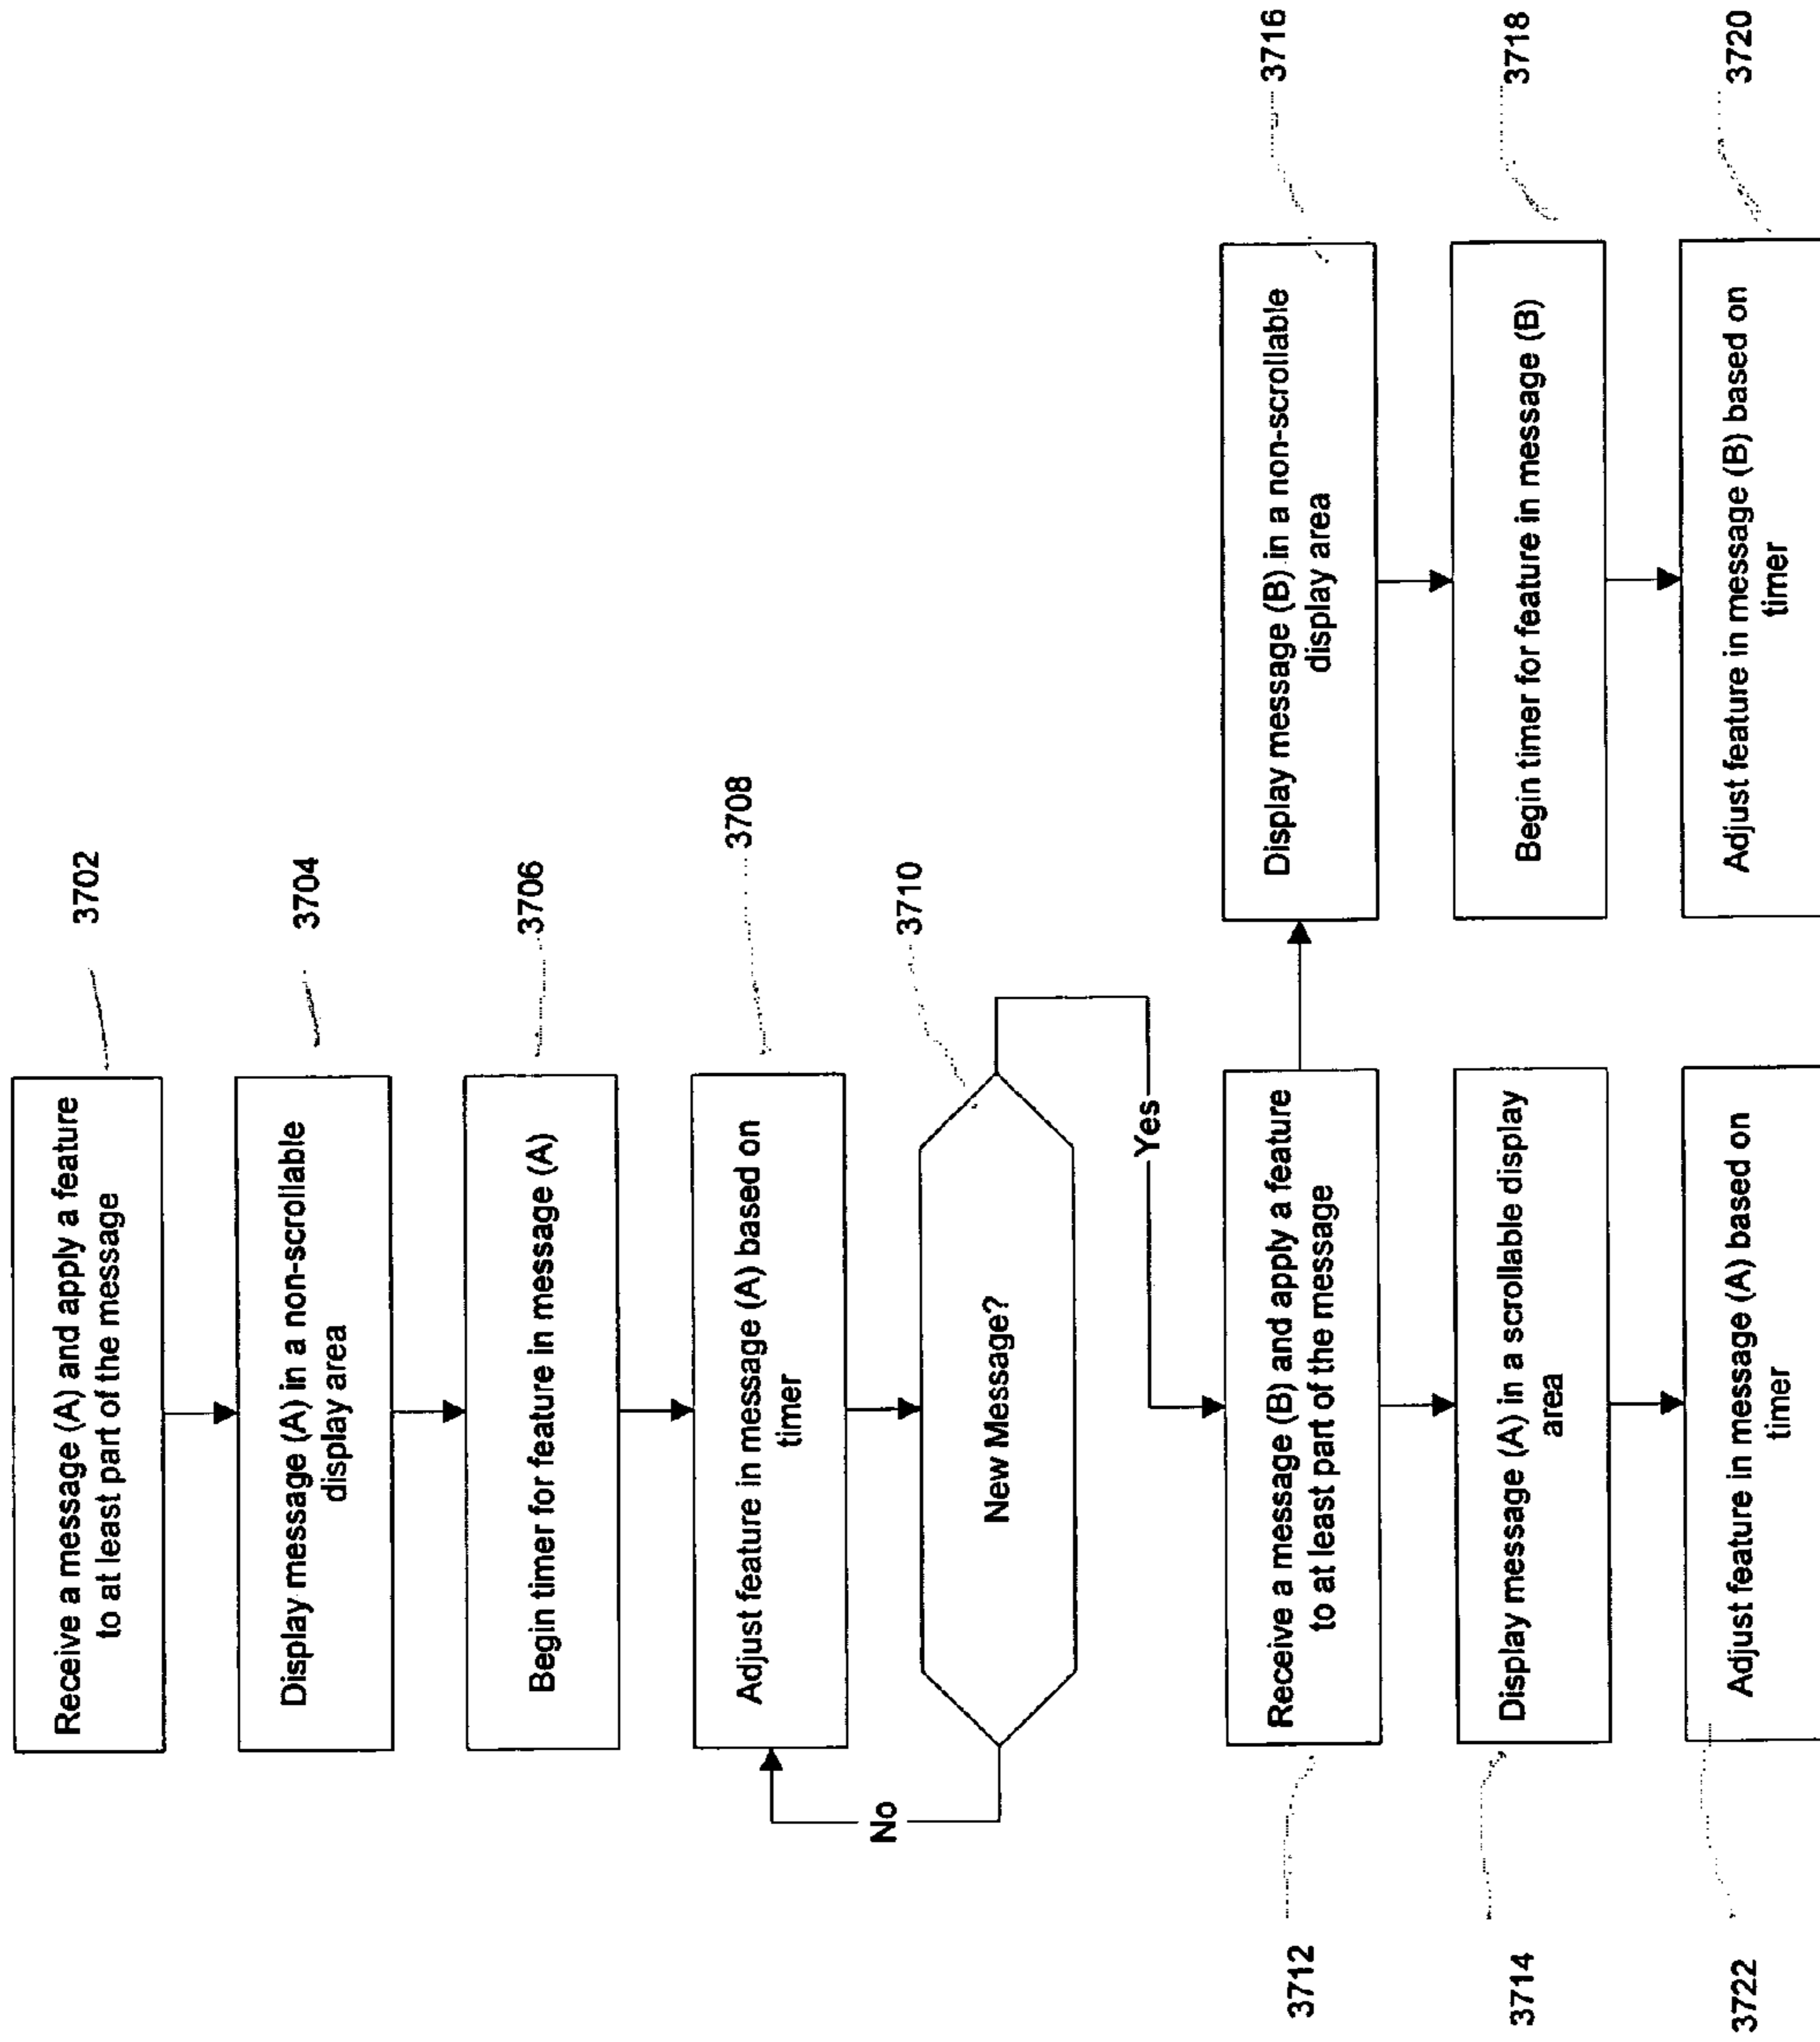 Receive a message (A) and apply a feature
to at least part of the message
3702
Display message (A) in a non-scrollable
display area
3704
Begin timer for feature in message (A)
3706
Adjust feature in message (A) based on
timer
3708
New Message?
3710
No
Yes
Receive a message (B) and apply a feature
to at least part of the message
3712
Display message (B) in a non-scrollable
display area
3716
Display message (A) in a scrollable display
area
3714
Begin timer for feature in message (B)
3718
Adjust feature in message (A) based on
timer
3722
Adjust feature in message (B) based on
timer
3720